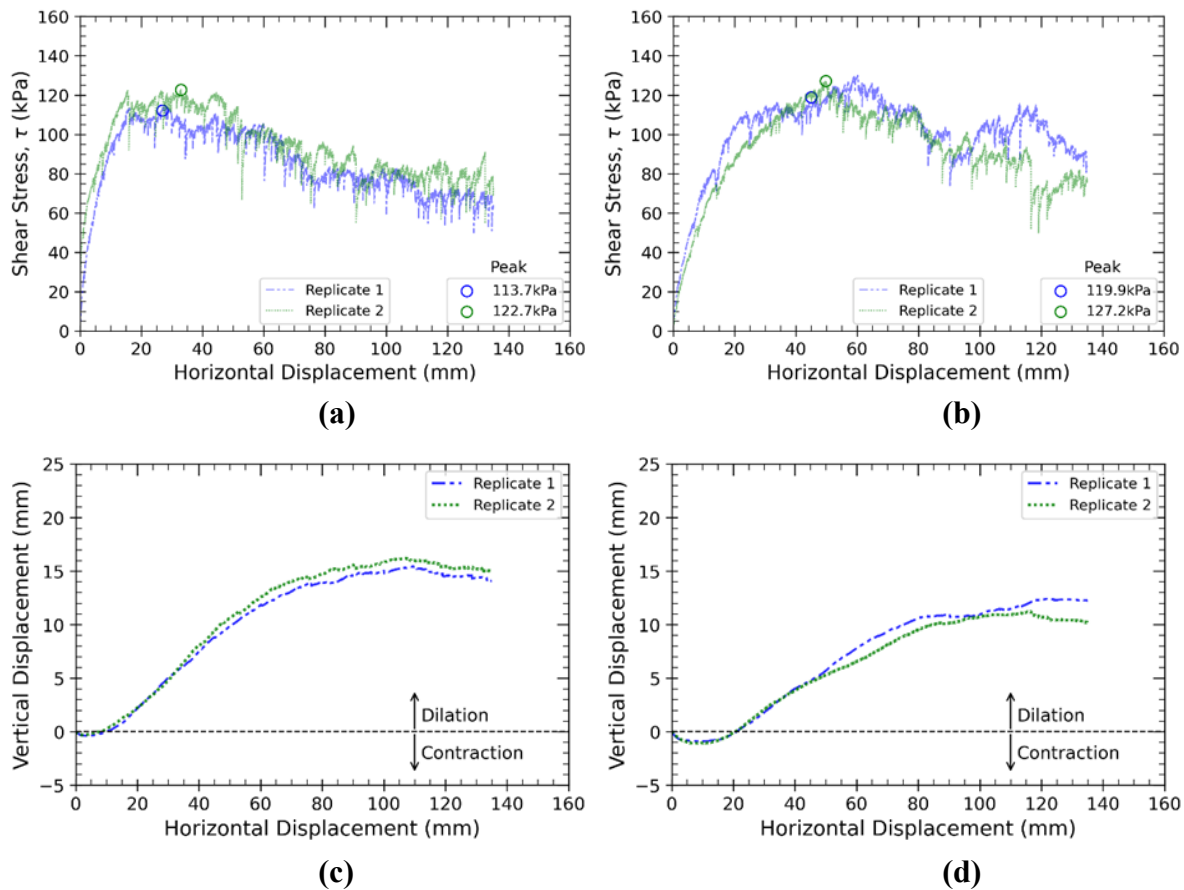 160
140
120
100
80
60
40
20
0
Shear Stress, τ (kPa)
Peak
Replicate 1
Replicate 2
113.7kPa
122.7kPa
0 20 40 60 80 100 120 140 160
Horizontal Displacement (mm)
(a)
160
140
120
100
80
60
40
20
0
Shear Stress, τ (kPa)
Peak
Replicate 1
Replicate 2
119.9kPa
127.2kPa
0 20 40 60 80 100 120 140 160
Horizontal Displacement (mm)
(b)
25
20
15
10
5
0
−5
Vertical Displacement (mm)
Replicate 1
Replicate 2
Dilation
Contraction
0 20 40 60 80 100 120 140 160
Horizontal Displacement (mm)
(c)
25
20
15
10
5
0
−5
Vertical Displacement (mm)
Replicate 1
Replicate 2
Dilation
Contraction
0 20 40 60 80 100 120 140 160
Horizontal Displacement (mm)
(d)